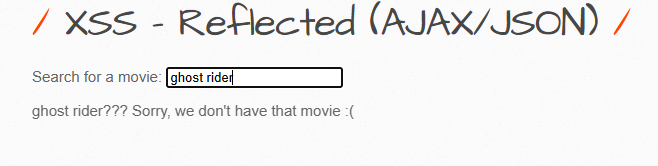 / XSS - Reflected (AJAX/JSON) /
Search for a movie: ghost rider
ghost rider??? Sorry, we don't have that movie :(